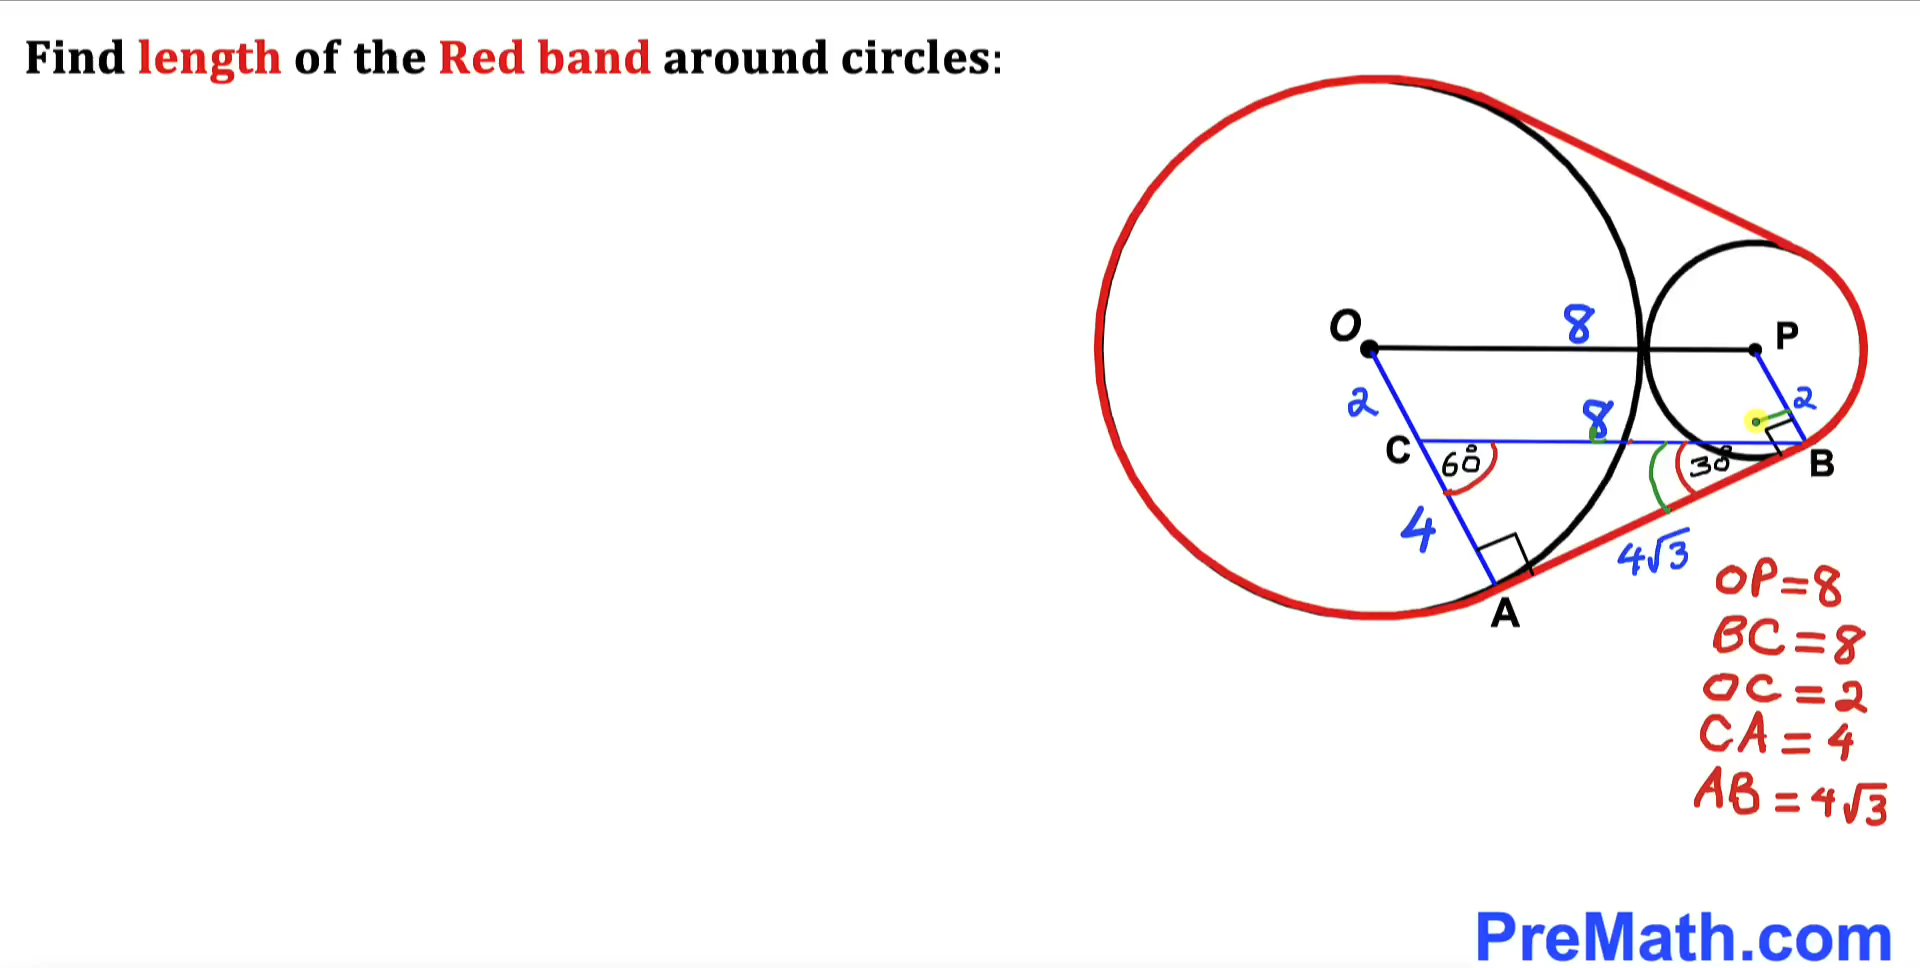 Find length of the Red band around circles:
O
8
P
2
2
8
C
60°
30°
B
4
4√3
A
OP=8
BC=8
OC=2
CA=4
AB=4√3
PreMath.com